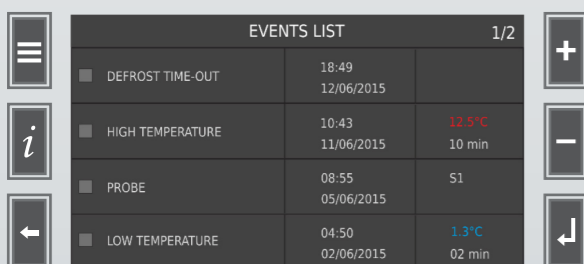 EVENTS LIST 1/2
DEFROST TIME-OUT
18:49
12/06/2015
HIGH TEMPERATURE
10:43
11/06/2015
12.5°C
10 min
PROBE
08:55
05/06/2015
S1
LOW TEMPERATURE
04:50
02/06/2015
1.3°C
02 min
i
+
-